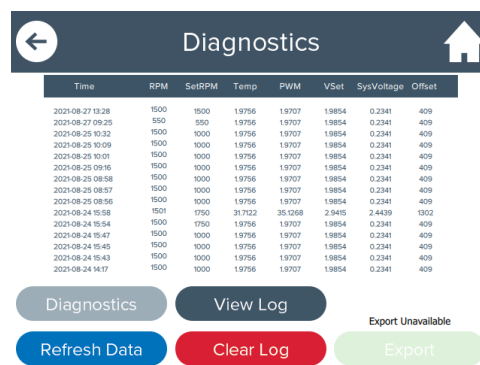 Diagnostics
Time RPM SetRPM Temp PWM VSet SysVoltage Offset
2021-08-27 13:28 1500 1500 1.9756 1.9707 1.9854 0.2341 409
2021-08-27 09:25 550 550 1.9756 1.9707 1.9854 0.2341 409
2021-08-25 10:32 1500 1000 1.9756 1.9707 1.9854 0.2341 409
2021-08-25 10:09 1500 1000 1.9756 1.9707 1.9854 0.2341 409
2021-08-25 10:01 1500 1000 1.9756 1.9707 1.9854 0.2341 409
2021-08-25 09:16 1500 1000 1.9756 1.9707 1.9854 0.2341 409
2021-08-25 08:58 1500 1000 1.9756 1.9707 1.9854 0.2341 409
2021-08-25 08:57 1500 1000 1.9756 1.9707 1.9854 0.2341 409
2021-08-25 08:56 1500 1000 1.9756 1.9707 1.9854 0.2341 409
2021-08-24 15:58 1501 1750 31.7122 35.1268 2.9415 2.4439 1302
2021-08-24 15:54 1500 1750 1.9756 1.9707 1.9854 0.2341 409
2021-08-24 15:47 1500 1000 1.9756 1.9707 1.9854 0.2341 409
2021-08-24 15:45 1500 1000 1.9756 1.9707 1.9854 0.2341 409
2021-08-24 15:43 1500 1000 1.9756 1.9707 1.9854 0.2341 409
2021-08-24 14:17 1500 1000 1.9756 1.9707 1.9854 0.2341 409
Diagnostics View Log
Export Unavailable
Refresh Data Clear Log Export